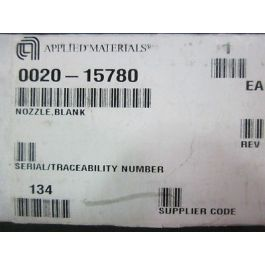 APPLIED MATERIALS®
1
0020-15780
EA
NOZZLE,BLANK
REV
SERIAL/TRACEABILITY NUMBER
134
SUPPLIER CODE